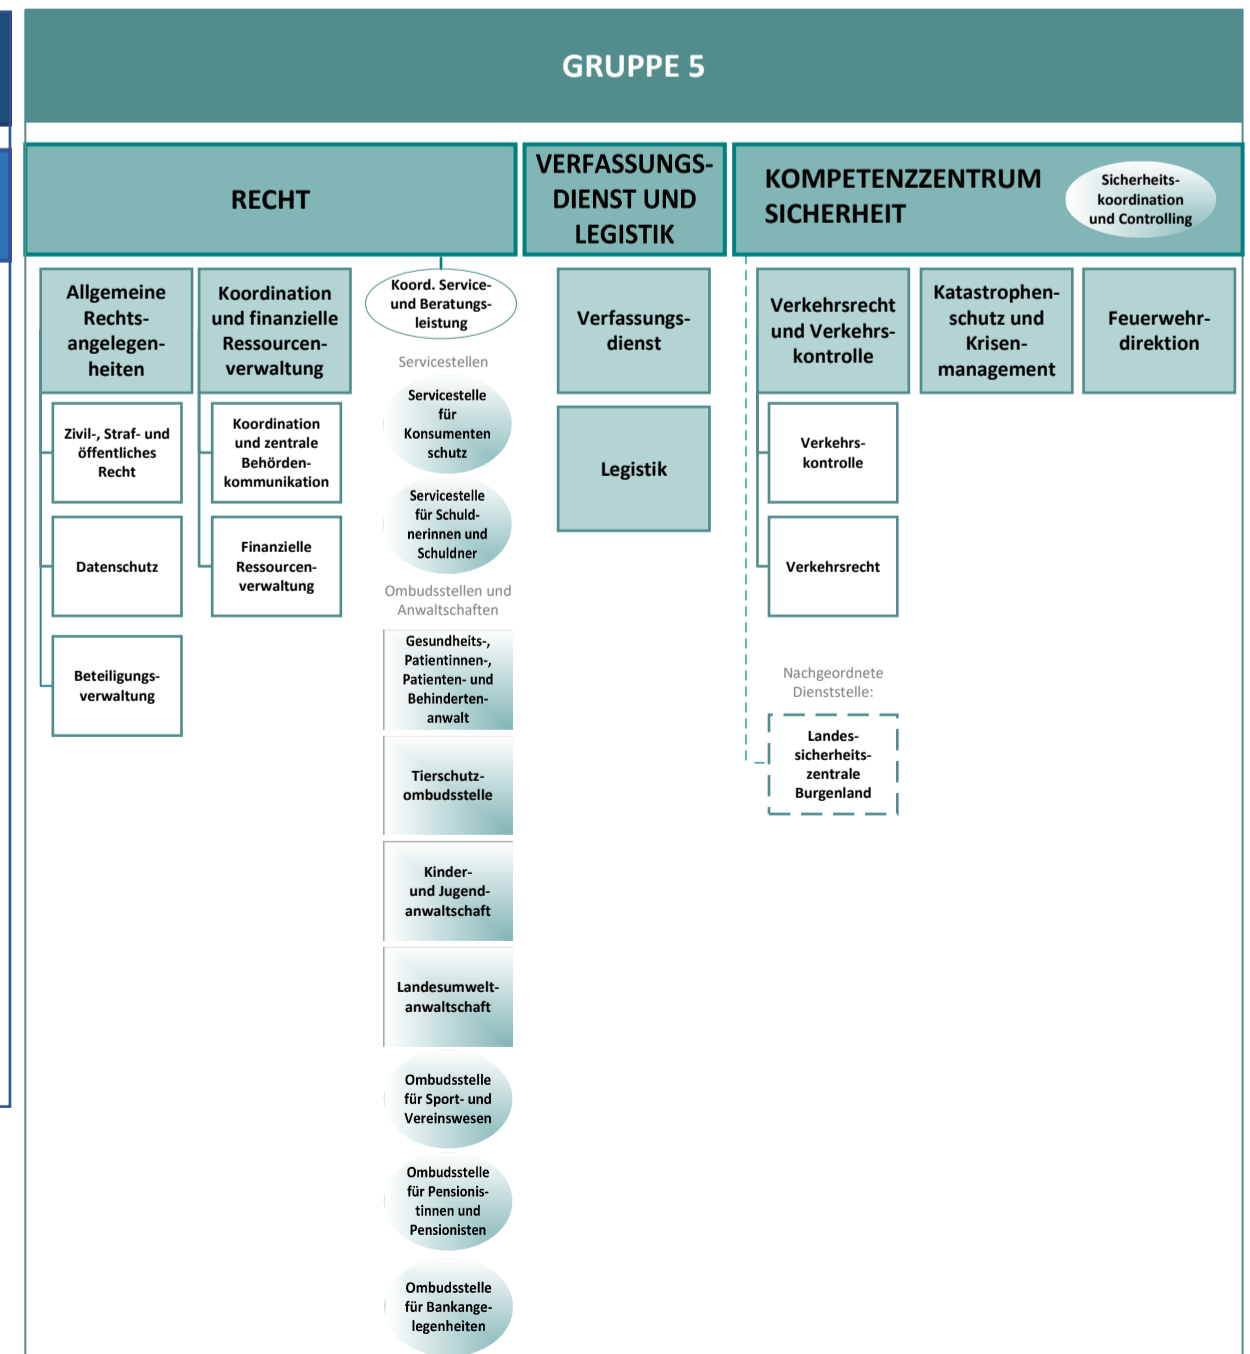 GRUPPE 5
RECHT
VERFASSUNGS-
DIENST UND
LEGISTIK
KOMPETENZZENTRUM
SICHERHEIT
Sicherheits-
koordination
und Controlling
Allgemeine
Rechts-
angelegen-
heiten
Zivil-, Straf- und
öffentliches
Recht
Datenschutz
Beteiligungs-
verwaltung
Koordination
und finanzielle
Ressourcen-
verwaltung
Koordination
und zentrale
Behörden-
kommunikation
Finanzielle
Ressourcen-
verwaltung
Koord. Service-
und Beratungs-
leistung
Servicestellen
Servicestelle
für
Konsumenten
schutz
Servicestelle
für Schuld-
nerinnen und
Schuldner
Ombudsstellen und
Anwaltschaften
Gesundheits-,
Patientinnen-,
Patienten- und
Behinderten-
anwalt
Tierschutz-
ombudsstelle
Kinder-
und Jugend-
anwaltschaft
Landesumwelt-
anwaltschaft
Ombudsstelle
für Sport- und
Vereinswesen
Ombudsstelle
für Pensionis-
tinnen und
Pensionisten
Ombudsstelle
für Bankange-
legenheiten
Verfassungs-
dienst
Legistik
Verkehrsrecht
und Verkehrs-
kontrolle
Verkehrs-
kontrolle
Verkehrsrecht
Nachgeordnete
Dienststelle:
Landes-
sicherheits-
zentrale
Burgenland
Katastrophen-
schutz und
Krisen-
management
Feuerwehr-
direktion